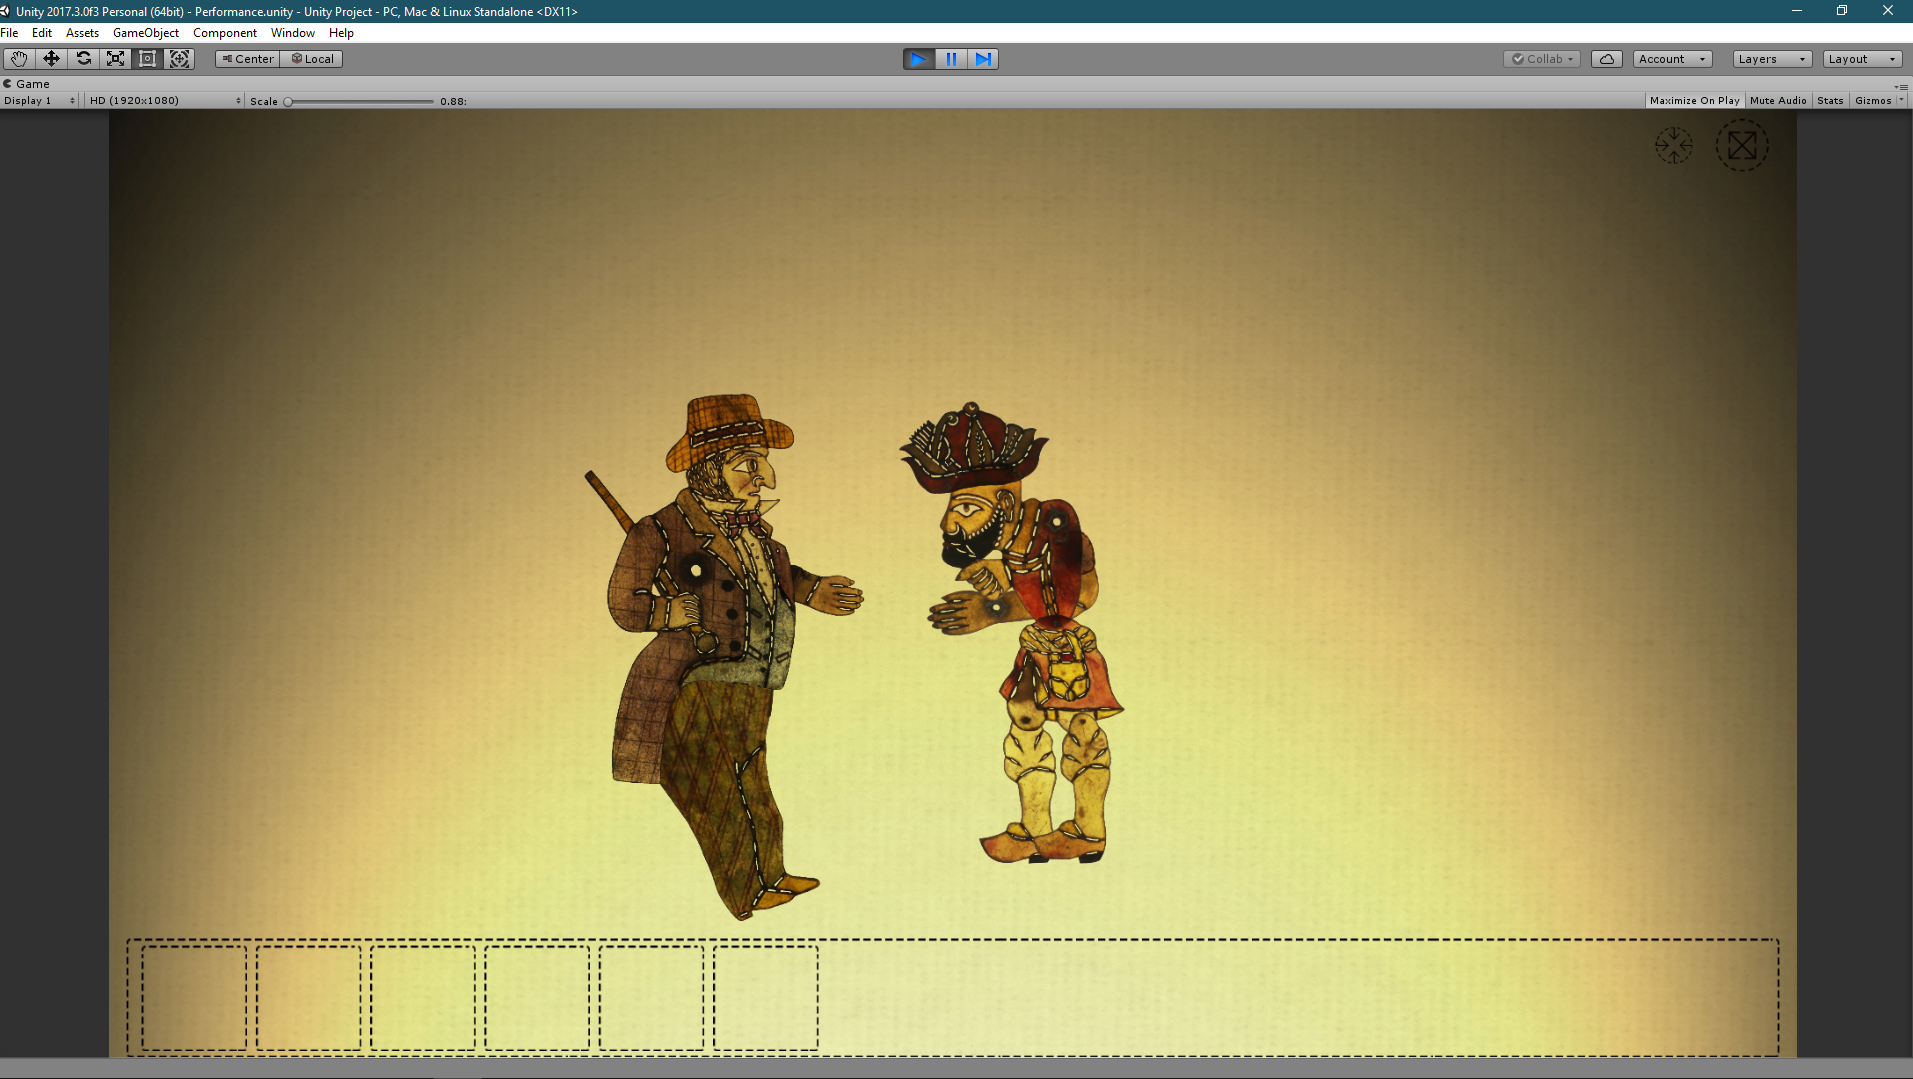 Unity 2017.3.0f3 Personal (64bit) - Performance.unity - Unity Project - PC, Mac & Linux Standalone <DX11>
File Edit Assets GameObject Component Window Help
Center Local Collab Account Layers Layout
Game
Display 1 HD (1920x1080) Scale 0.88: Maximize On Play Mute Audio Stats Gizmos